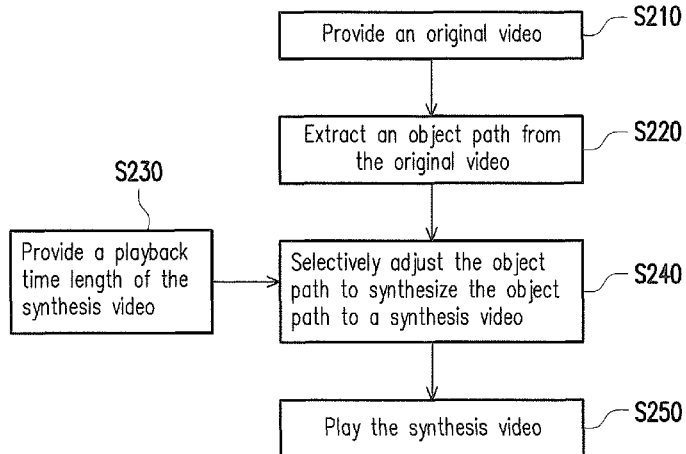 Provide an original video
S210
Extract an object path from
the original video
S220
S230
Provide a playback
time length of the
synthesis video
Selectively adjust the object
path to synthesize the object
path to a synthesis video
S240
Play the synthesis video
S250